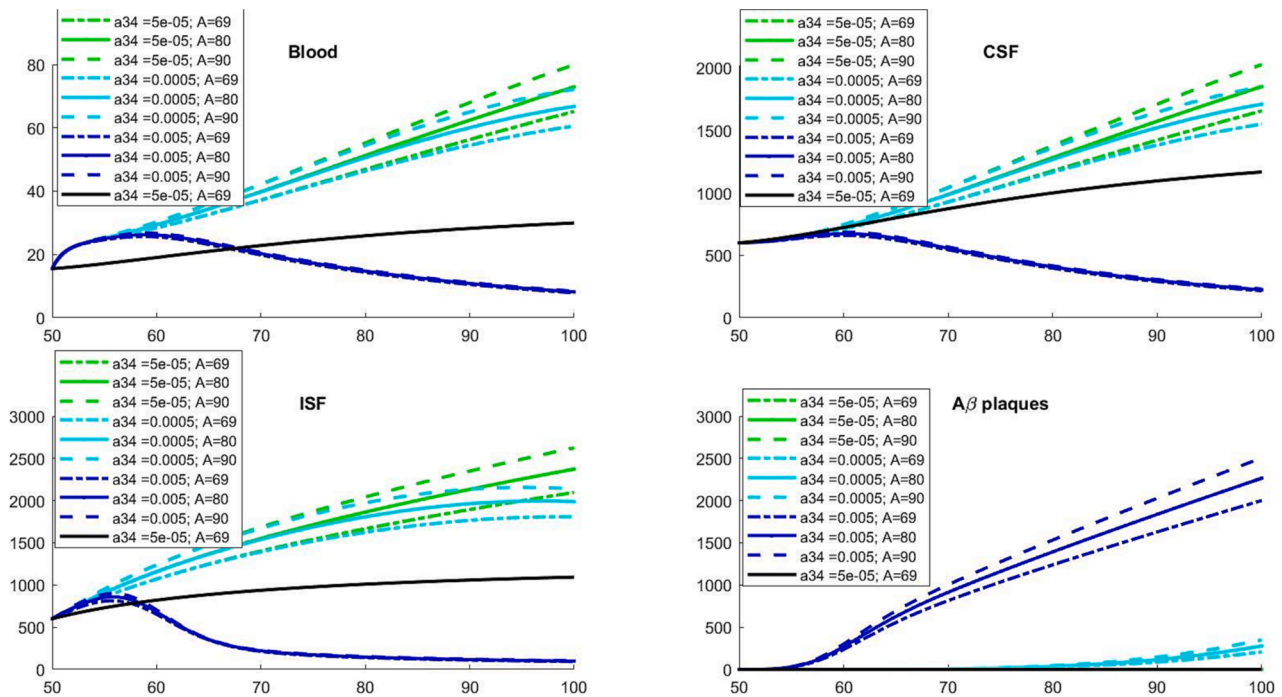 Blood
a34 =5e-05; A=69
a34 =5e-05; A=80
a34 =5e-05; A=90
a34 =0.0005; A=69
a34 =0.0005; A=80
a34 =0.0005; A=90
a34 =0.005; A=69
a34 =0.005; A=80
a34 =0.005; A=90
a34 =5e-05; A=69
80
60
40
20
0
50 60 70 80 90 100
CSF
a34 =5e-05; A=69
a34 =5e-05; A=80
a34 =5e-05; A=90
a34 =0.0005; A=69
a34 =0.0005; A=80
a34 =0.0005; A=90
a34 =0.005; A=69
a34 =0.005; A=80
a34 =0.005; A=90
a34 =5e-05; A=69
2000
1500
1000
500
0
50 60 70 80 90 100
ISF
a34 =5e-05; A=69
a34 =5e-05; A=80
a34 =5e-05; A=90
a34 =0.0005; A=69
a34 =0.0005; A=80
a34 =0.0005; A=90
a34 =0.005; A=69
a34 =0.005; A=80
a34 =0.005; A=90
a34 =5e-05; A=69
3000
2500
2000
1500
1000
500
0
50 60 70 80 90 100
Aβ plaques
a34 =5e-05; A=69
a34 =5e-05; A=80
a34 =5e-05; A=90
a34 =0.0005; A=69
a34 =0.0005; A=80
a34 =0.0005; A=90
a34 =0.005; A=69
a34 =0.005; A=80
a34 =0.005; A=90
a34 =5e-05; A=69
3000
2500
2000
1500
1000
500
0
50 60 70 80 90 100